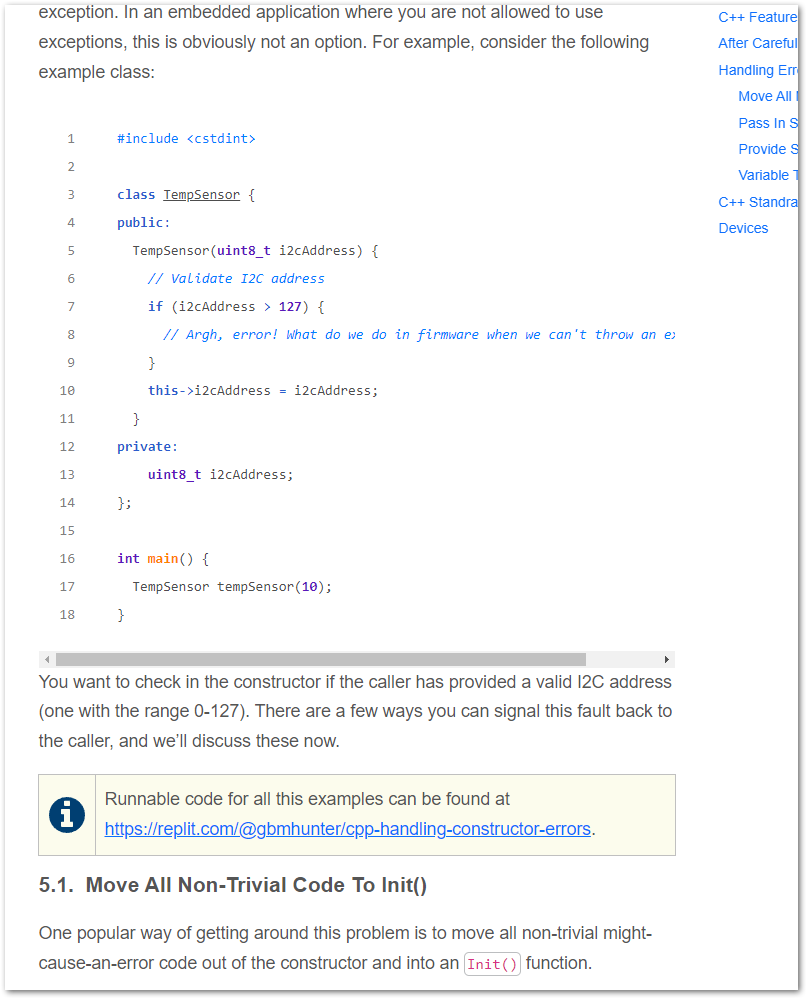 exception. In an embedded application where you are not allowed to use
exceptions, this is obviously not an option. For example, consider the following
example class:
1 #include <cstdint>
2
3 class TempSensor {
4 public:
5 TempSensor(uint8_t i2cAddress) {
6 // Validate I2C address
7 if (i2cAddress > 127) {
8 // Argh, error! What do we do in firmware when we can't throw an ex
9 }
10 this->i2cAddress = i2cAddress;
11 }
12 private:
13 uint8_t i2cAddress;
14 };
15
16 int main() {
17 TempSensor tempSensor(10);
18 }
You want to check in the constructor if the caller has provided a valid I2C address
(one with the range 0-127). There are a few ways you can signal this fault back to
the caller, and we'll discuss these now.
Runnable code for all this examples can be found at
https://replit.com/@gbmhunter/cpp-handling-constructor-errors.
5.1. Move All Non-Trivial Code To Init()
One popular way of getting around this problem is to move all non-trivial might-
cause-an-error code out of the constructor and into an Init() function.
C++ Feature
After Careful
Handling Err
Move All
Pass In S
Provide S
Variable T
C++ Standra
Devices